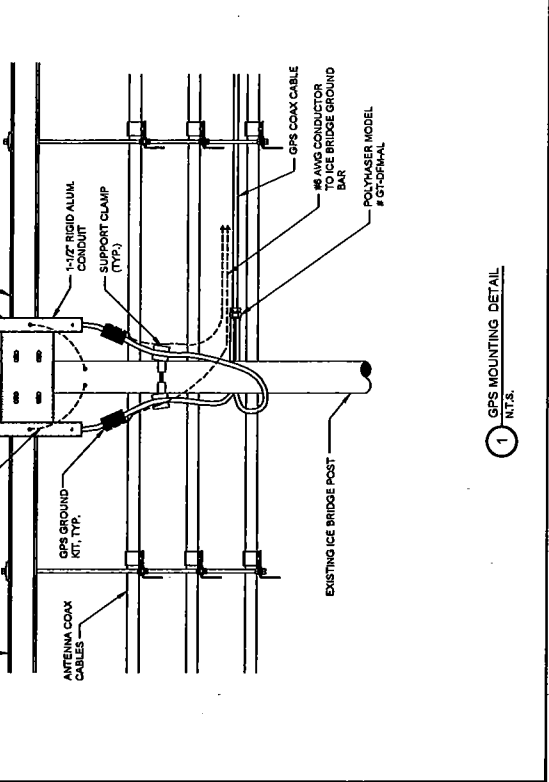 1-1/2" RIGID ALUM.
CONDUIT
SUPPORT CLAMP
(TYP.)
GPS COAX CABLE
#6 AWG CONDUCTOR
TO ICE BRIDGE GROUND
BAR
POLYHASER MODEL
# GT-DFM-AL
GPS GROUND
KIT, TYP.
ANTENNA COAX
CABLES
EXISTING ICE BRIDGE POST
1
GPS MOUNTING DETAIL
N.T.S.